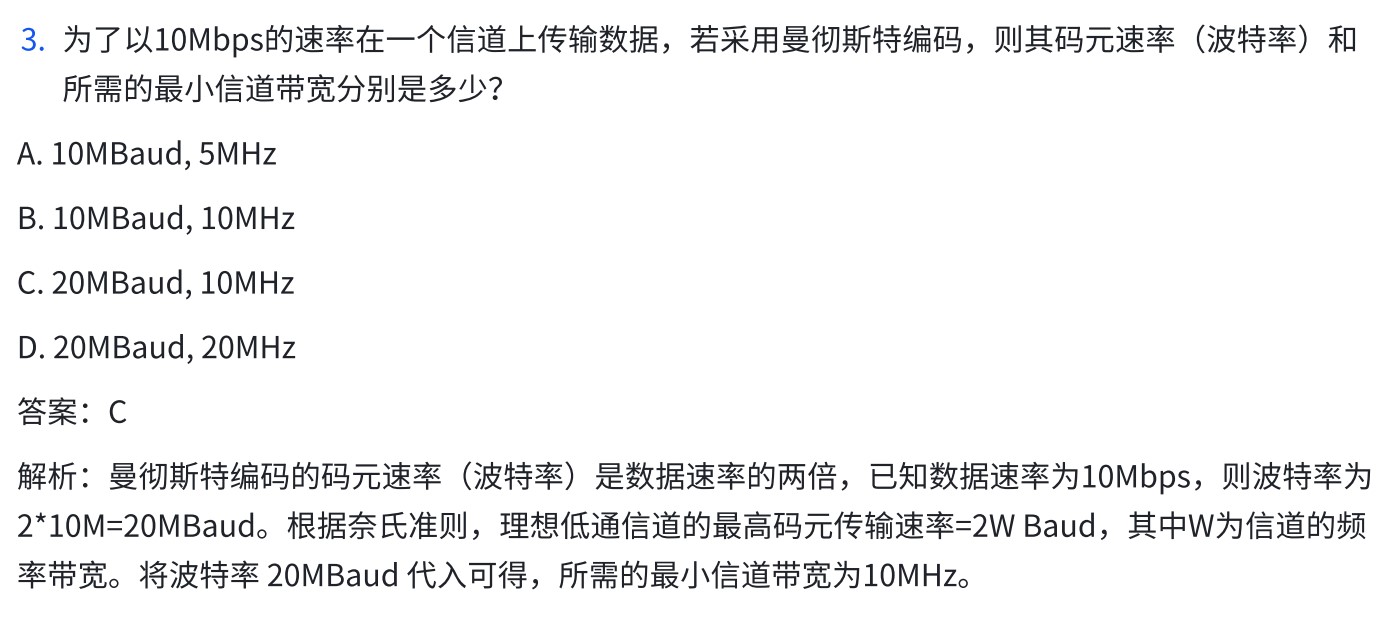 3. 为了以10Mbps的速率在一个信道上传输数据，若采用曼彻斯特编码，则其码元速率（波特率）和
所需的最小信道带宽分别是多少？
A. 10MBaud, 5MHz
B. 10MBaud, 10MHz
C. 20MBaud, 10MHz
D. 20MBaud, 20MHz
答案：C
解析：曼彻斯特编码的码元速率（波特率）是数据速率的两倍，已知数据速率为10Mbps，则波特率为
2*10M=20MBaud。根据奈氏准则，理想低通信道的最高码元传输速率=2W Baud，其中W为信道的频
率带宽。将波特率 20MBaud 代入可得，所需的最小信道带宽为10MHz。